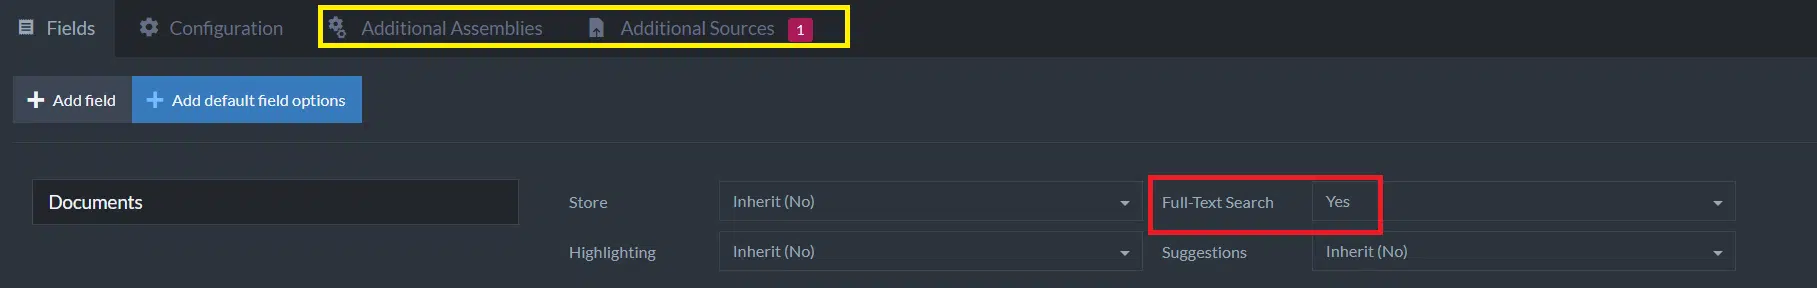 Fields Configuration Additional Assemblies Additional Sources 1
Add field Add default field options
Documents Store Inherit (No) Full-Text Search Yes
Highlighting Inherit (No) Suggestions Inherit (No)